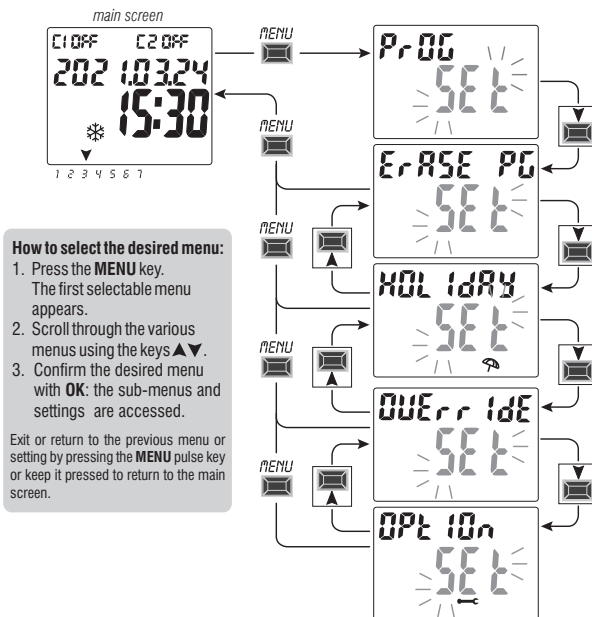 main screen
C1 OFF C2 OFF
2021.03.24
15:30
1 2 3 4 5 6 7
MENU
PrOG
SEt
MENU
ErASE PG
SEt
MENU
HOLIdAY
SEt
MENU
OVErrIdE
SEt
MENU
OPtIOn
SEt
How to select the desired menu:
1. Press the MENU key.
The first selectable menu
appears.
2. Scroll through the various
menus using the keys ▲▼.
3. Confirm the desired menu
with OK: the sub-menus and
settings are accessed.
Exit or return to the previous menu or
setting by pressing the MENU pulse key
or keep it pressed to return to the main
screen.